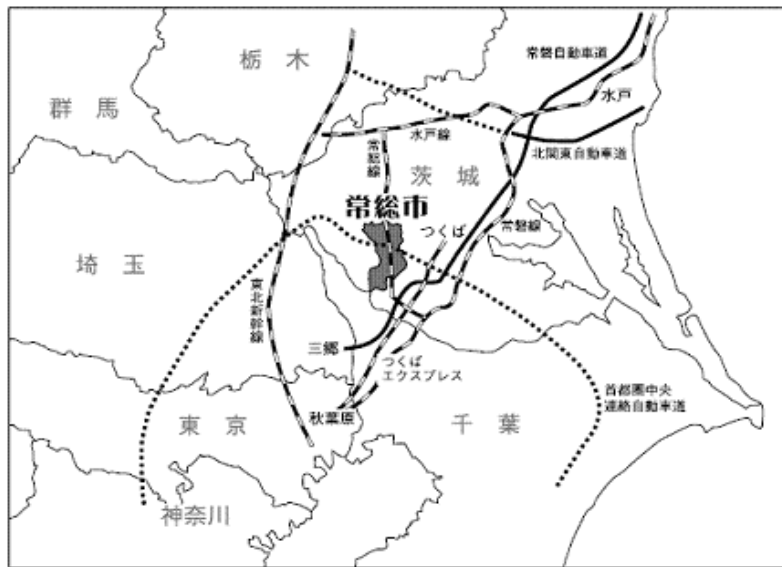 栃木
常磐自動車道
群馬
水戸
水戸線
常総線
北関東自動車道
茨城
常総市
つくば
常磐線
埼玉
東北新幹線
三郷
つくば
エクスプレス
首都圏中央
連絡自動車道
秋葉原
東京
千葉
神奈川